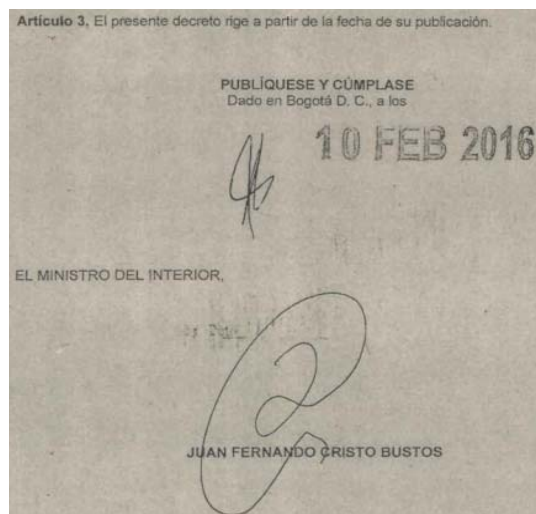 Artículo 3. El presente decreto rige a partir de la fecha de su publicación.
PUBLÍQUESE Y CÚMPLASE
Dado en Bogotá D. C., a los
10 FEB 2016
EL MINISTRO DEL INTERIOR,
JUAN FERNANDO CRISTO BUSTOS